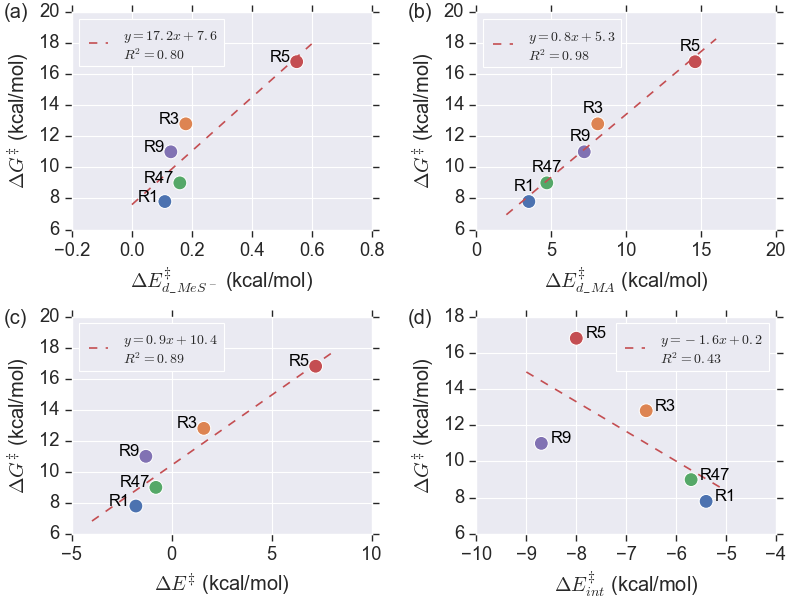 (a)
20
18
16
14
12
10
8
6
ΔG‡ (kcal/mol)
y = 17.2x + 7.6
R² = 0.80
R5
R3
R9
R47
R1
−0.2 0.0 0.2 0.4 0.6 0.8
ΔE‡d_MeS⁻ (kcal/mol)
(b)
20
18
16
14
12
10
8
6
ΔG‡ (kcal/mol)
y = 0.8x + 5.3
R² = 0.98
R5
R3
R9
R47
R1
0 5 10 15 20
ΔE‡d_MA (kcal/mol)
(c)
20
18
16
14
12
10
8
6
ΔG‡ (kcal/mol)
y = 0.9x + 10.4
R² = 0.89
R5
R3
R9
R47
R1
−5 0 5 10
ΔE‡ (kcal/mol)
(d)
18
16
14
12
10
8
6
ΔG‡ (kcal/mol)
y = −1.6x + 0.2
R² = 0.43
R5
R3
R9
R47
R1
−10 −9 −8 −7 −6 −5 −4
ΔE‡int (kcal/mol)